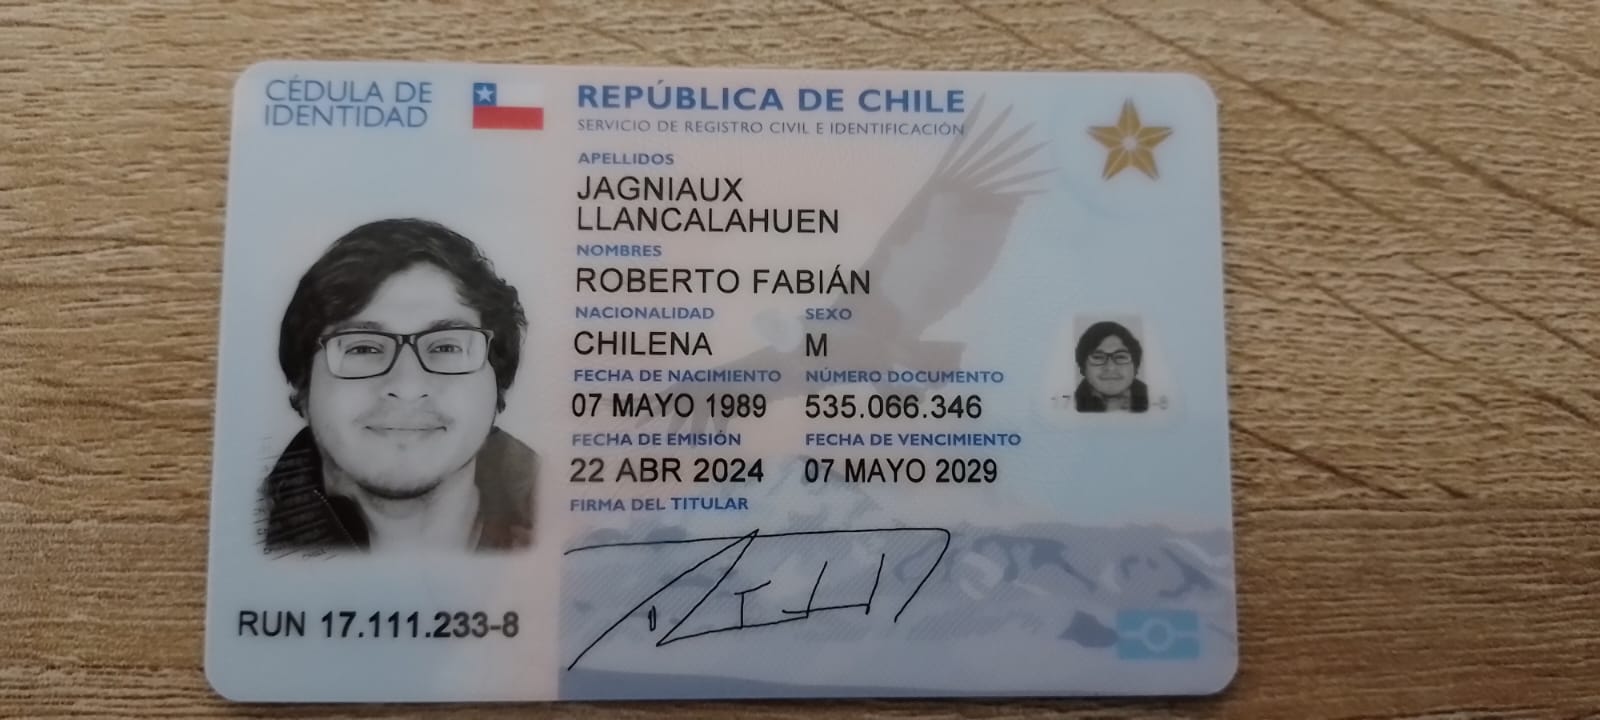 CÉDULA DE
IDENTIDAD
REPÚBLICA DE CHILE
SERVICIO DE REGISTRO CIVIL E IDENTIFICACIÓN
APELLIDOS
JAGNIAUX
LLANCALAHUEN
NOMBRES
ROBERTO FABIÁN
NACIONALIDAD SEXO
CHILENA M
FECHA DE NACIMIENTO NÚMERO DOCUMENTO
07 MAYO 1989 535.066.346
FECHA DE EMISIÓN FECHA DE VENCIMIENTO
22 ABR 2024 07 MAYO 2029
FIRMA DEL TITULAR
RUN 17.111.233-8